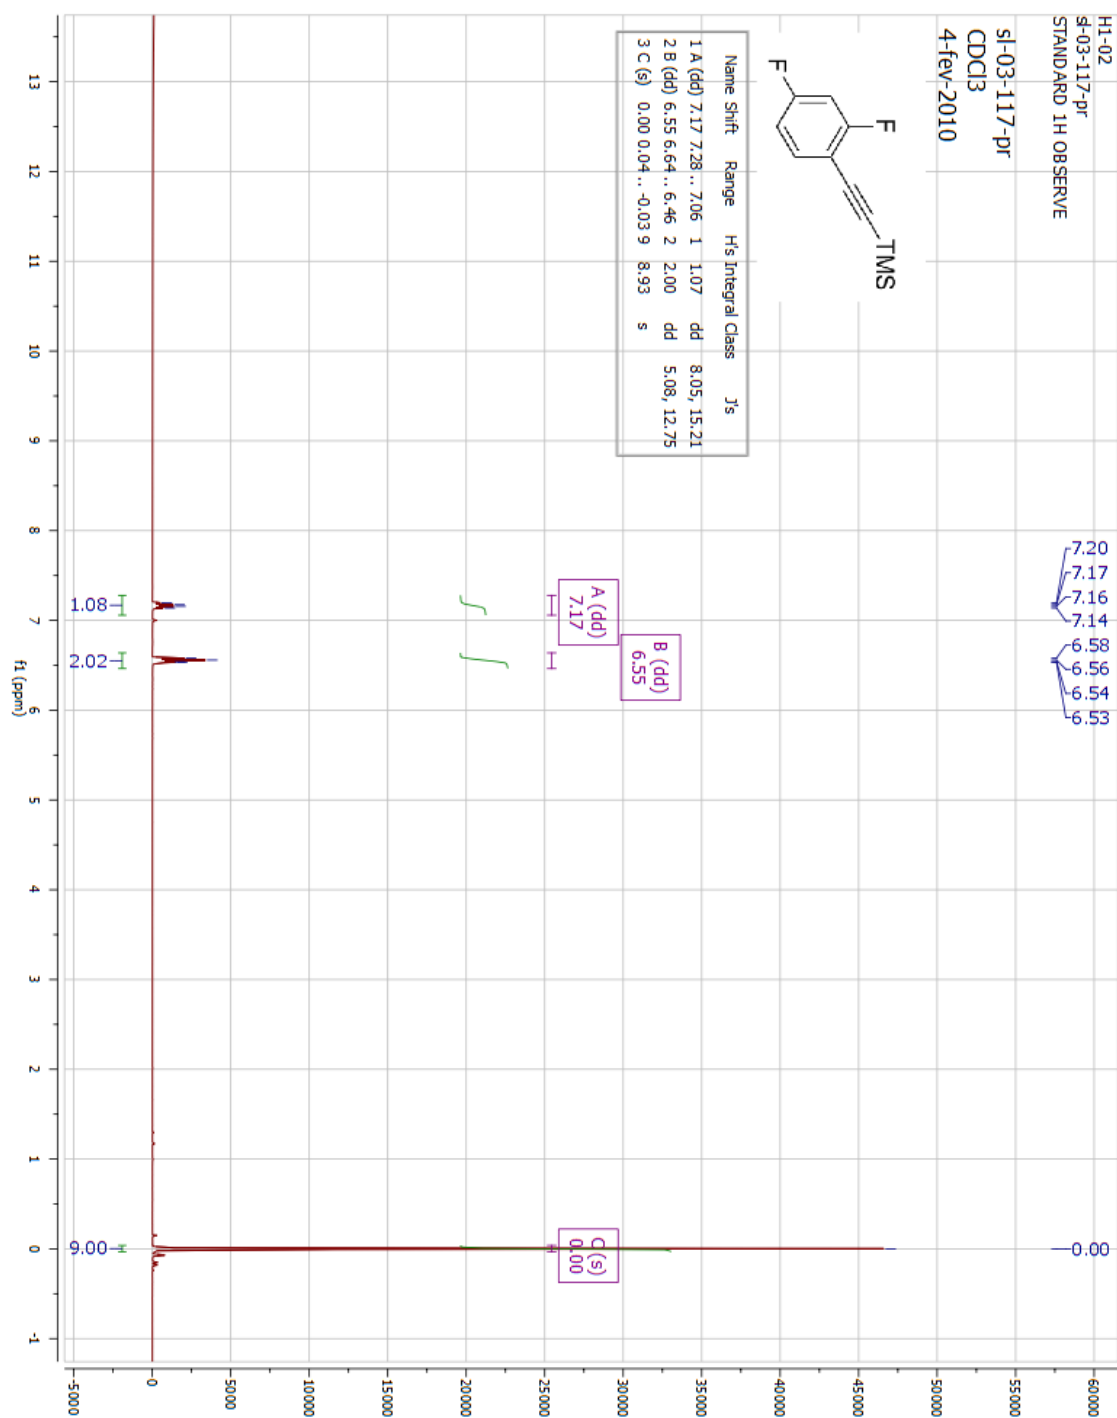 H1-02
sl-03-117-pr
STANDARD 1H OBSERVE
sl-03-117-pr
CDCl3
4-fev-2010
F
F
TMS
Name Shift Range H's Integral Class J's
1 A (dd) 7.17 7.28 .. 7.06 1 1.07 dd 8.05, 15.21
2 B (dd) 6.55 6.64 .. 6.46 2 2.00 dd 5.08, 12.75
3 C (s) 0.00 0.04 .. -0.03 9 8.93 s
7.20
7.17
7.16
7.14
6.58
6.56
6.54
6.53
0.00
A (dd)
7.17
B (dd)
6.55
C (s)
0.00
1.08
2.02
9.00
13
12
11
10
9
8
7
6
5
4
3
2
1
0
-1
f1 (ppm)
60000
55000
50000
45000
40000
35000
30000
25000
20000
15000
10000
5000
0
-5000